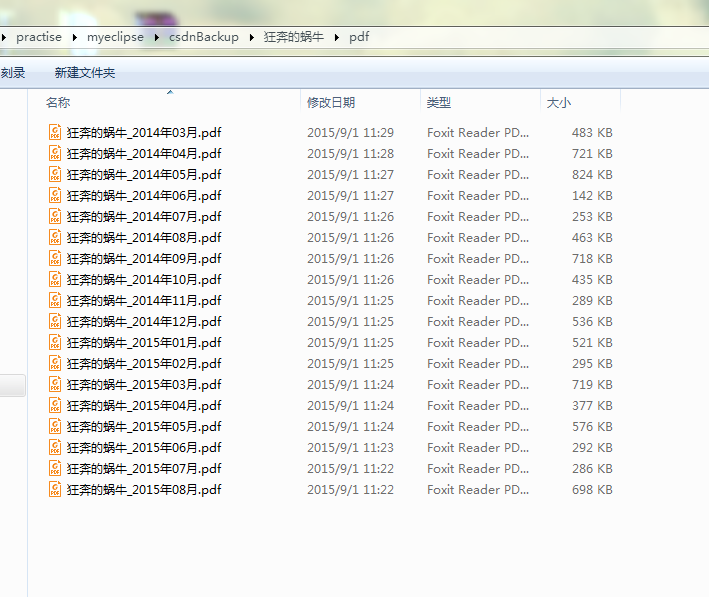 practise myeclipse csdnBackup 狂奔的蜗牛 pdf
刻录 新建文件夹
名称 修改日期 类型 大小
狂奔的蜗牛_2014年03月.pdf 2015/9/1 11:29 Foxit Reader PD... 483 KB
狂奔的蜗牛_2014年04月.pdf 2015/9/1 11:28 Foxit Reader PD... 721 KB
狂奔的蜗牛_2014年05月.pdf 2015/9/1 11:27 Foxit Reader PD... 824 KB
狂奔的蜗牛_2014年06月.pdf 2015/9/1 11:27 Foxit Reader PD... 142 KB
狂奔的蜗牛_2014年07月.pdf 2015/9/1 11:26 Foxit Reader PD... 253 KB
狂奔的蜗牛_2014年08月.pdf 2015/9/1 11:26 Foxit Reader PD... 463 KB
狂奔的蜗牛_2014年09月.pdf 2015/9/1 11:26 Foxit Reader PD... 718 KB
狂奔的蜗牛_2014年10月.pdf 2015/9/1 11:26 Foxit Reader PD... 435 KB
狂奔的蜗牛_2014年11月.pdf 2015/9/1 11:25 Foxit Reader PD... 289 KB
狂奔的蜗牛_2014年12月.pdf 2015/9/1 11:25 Foxit Reader PD... 536 KB
狂奔的蜗牛_2015年01月.pdf 2015/9/1 11:25 Foxit Reader PD... 521 KB
狂奔的蜗牛_2015年02月.pdf 2015/9/1 11:25 Foxit Reader PD... 295 KB
狂奔的蜗牛_2015年03月.pdf 2015/9/1 11:24 Foxit Reader PD... 719 KB
狂奔的蜗牛_2015年04月.pdf 2015/9/1 11:24 Foxit Reader PD... 377 KB
狂奔的蜗牛_2015年05月.pdf 2015/9/1 11:24 Foxit Reader PD... 576 KB
狂奔的蜗牛_2015年06月.pdf 2015/9/1 11:23 Foxit Reader PD... 292 KB
狂奔的蜗牛_2015年07月.pdf 2015/9/1 11:22 Foxit Reader PD... 286 KB
狂奔的蜗牛_2015年08月.pdf 2015/9/1 11:22 Foxit Reader PD... 698 KB